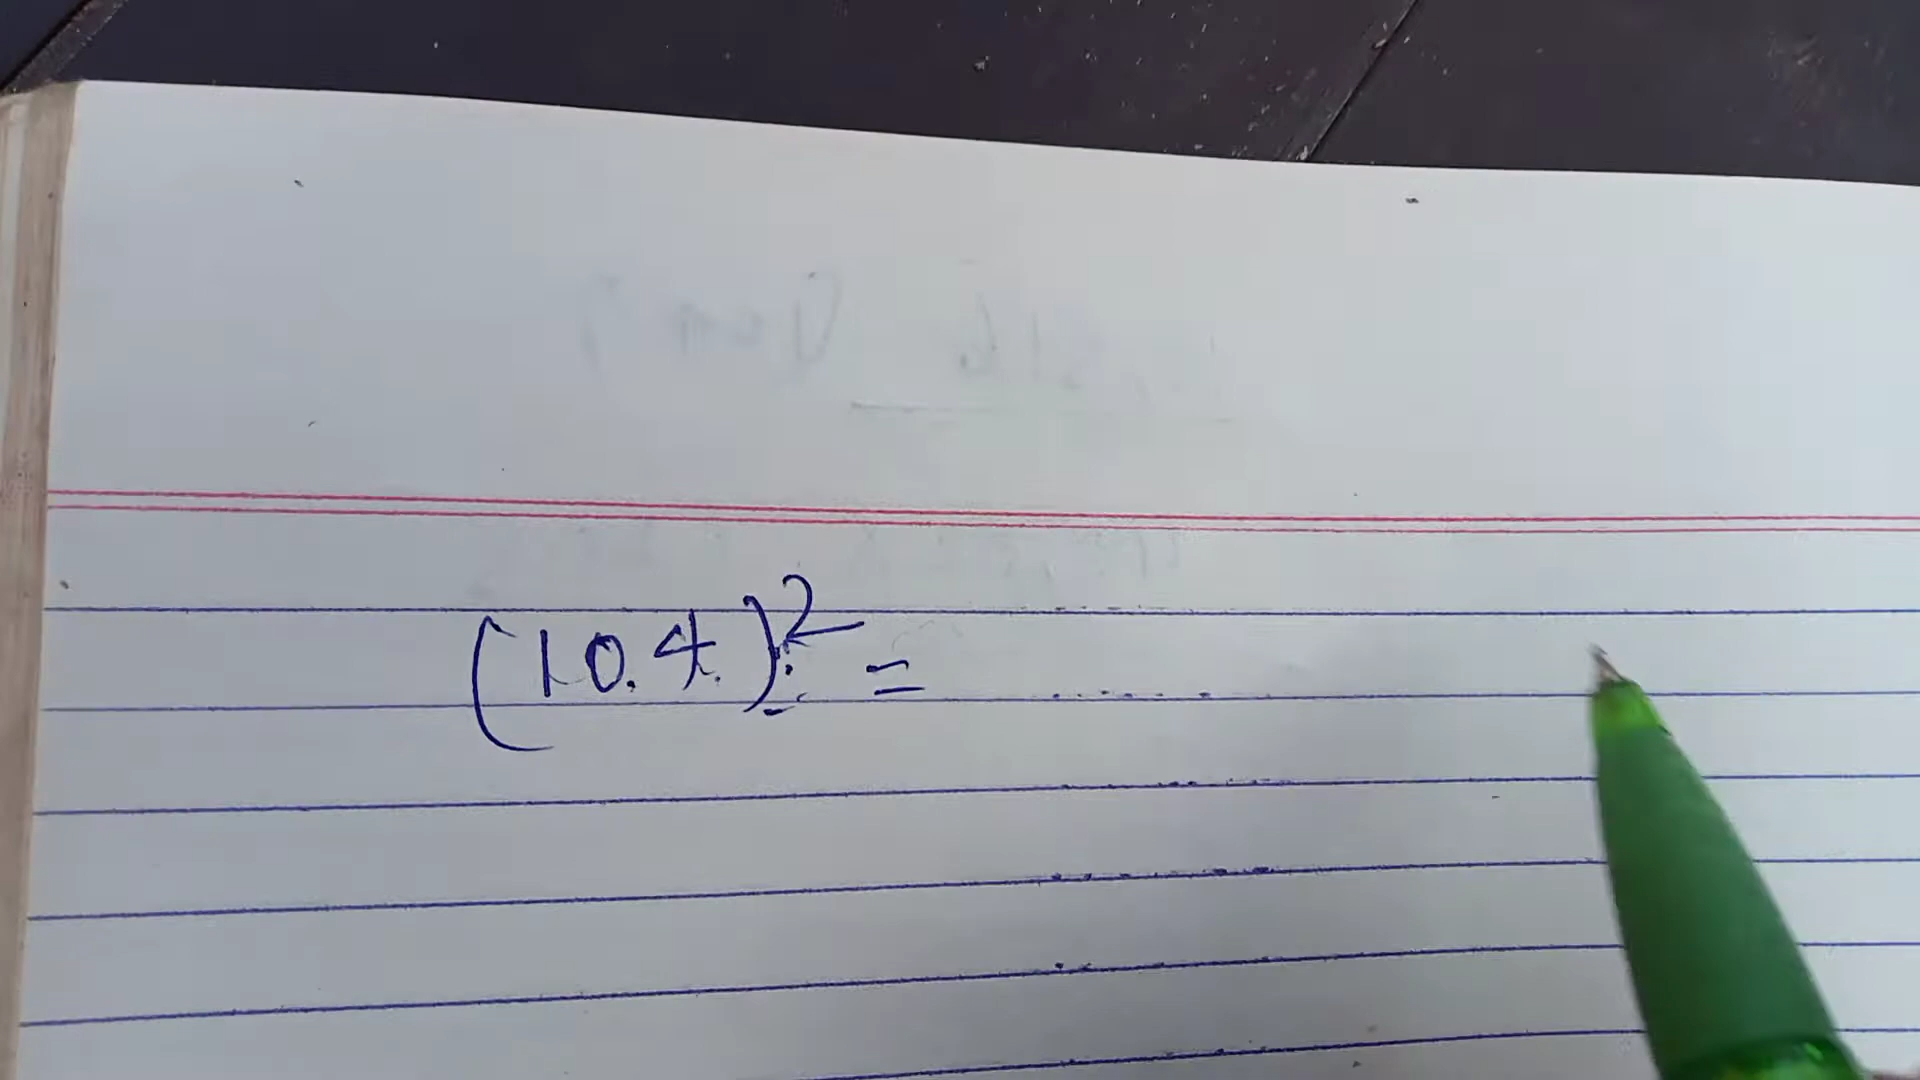 (10.4)² =